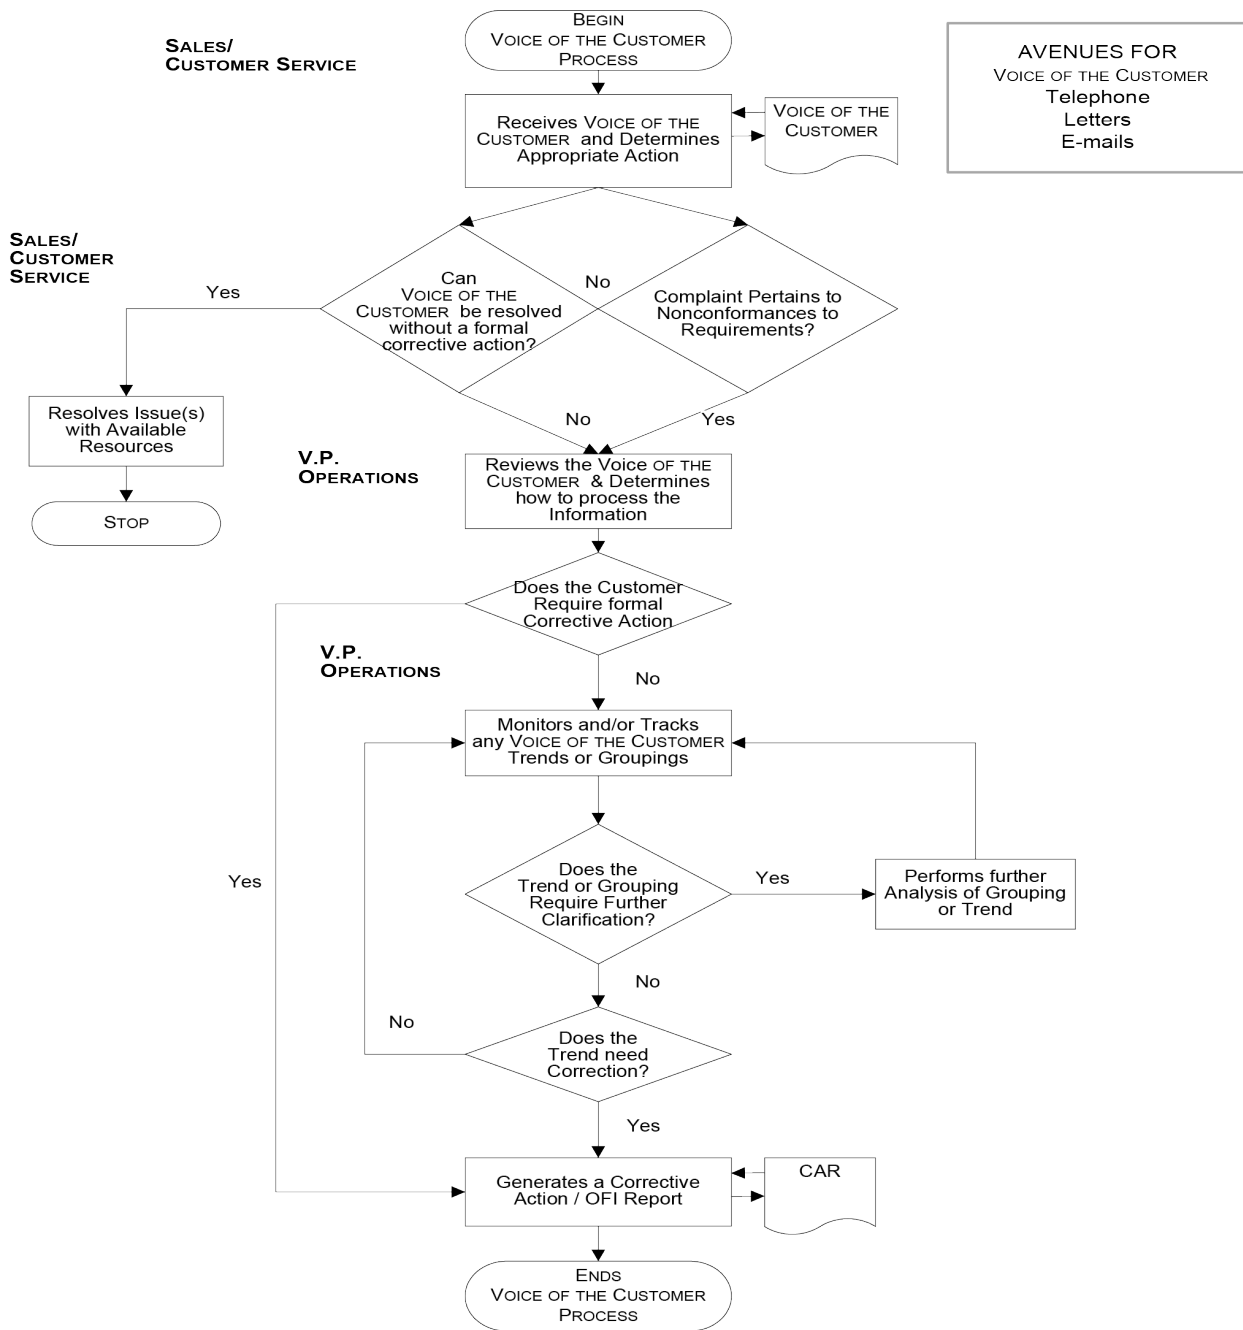 BEGIN
VOICE OF THE CUSTOMER
PROCESS
SALES/
CUSTOMER SERVICE
AVENUES FOR
VOICE OF THE CUSTOMER
Telephone
Letters
E-mails
Receives VOICE OF THE
CUSTOMER and Determines
Appropriate Action
VOICE OF THE
CUSTOMER
SALES/
CUSTOMER
SERVICE
Yes
Can
VOICE OF THE
CUSTOMER be resolved
without a formal
corrective action?
No
Complaint Pertains to
Nonconformances to
Requirements?
Resolves Issue(s)
with Available
Resources
No
Yes
STOP
V.P.
OPERATIONS
Reviews the Voice OF THE
CUSTOMER & Determines
how to process the
Information
Does the Customer
Require formal
Corrective Action
V.P.
OPERATIONS
No
Monitors and/or Tracks
any VOICE OF THE CUSTOMER
Trends or Groupings
Yes
Does the
Trend or Grouping
Require Further
Clarification?
Yes
Performs further
Analysis of Grouping
or Trend
No
No
Does the
Trend need
Correction?
Yes
Generates a Corrective
Action / OFI Report
CAR
ENDS
VOICE OF THE CUSTOMER
PROCESS